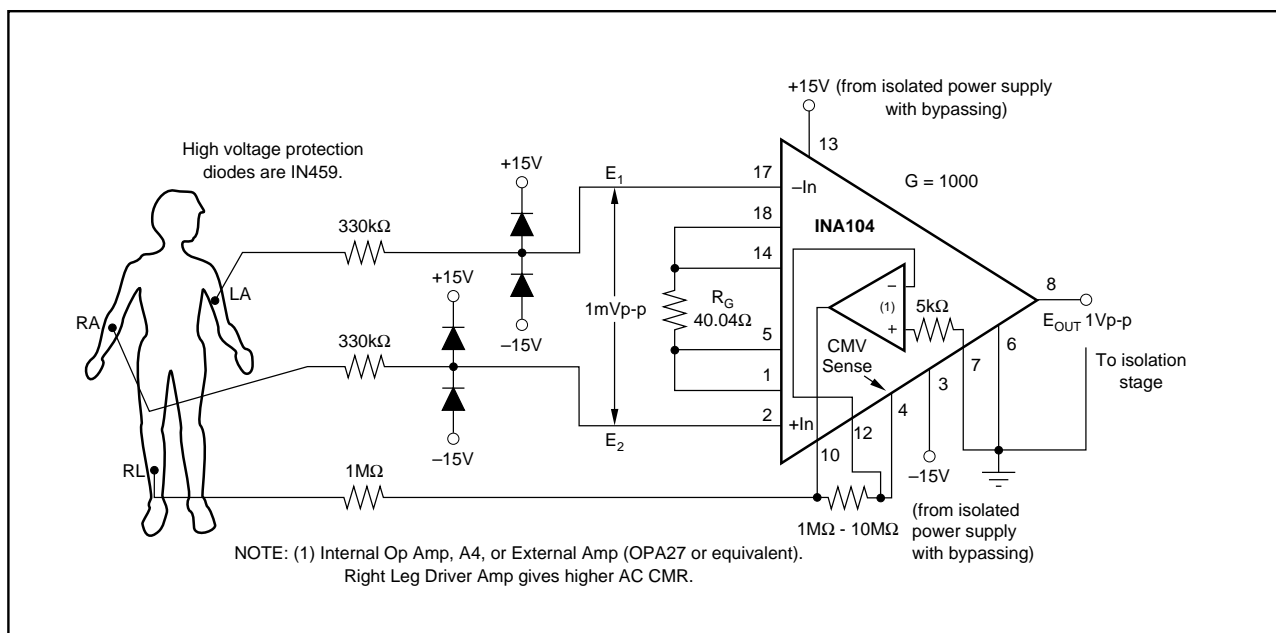 +15V (from isolated power supply
with bypassing)
13
High voltage protection
diodes are IN459.
+15V
E1
17
–In
G = 1000
330kΩ
18
INA104
14
LA
+15V
–15V
1mVp-p
RG
40.04Ω
–
(1)
+
5kΩ
8
EOUT 1Vp-p
RA
330kΩ
5
CMV
Sense
6
7
To isolation
stage
1
3
4
2
+In
12
E2
–15V
10
RL
1MΩ
–15V
1MΩ - 10MΩ
(from isolated
power supply
with bypassing)
NOTE: (1) Internal Op Amp, A4, or External Amp (OPA27 or equivalent).
Right Leg Driver Amp gives higher AC CMR.